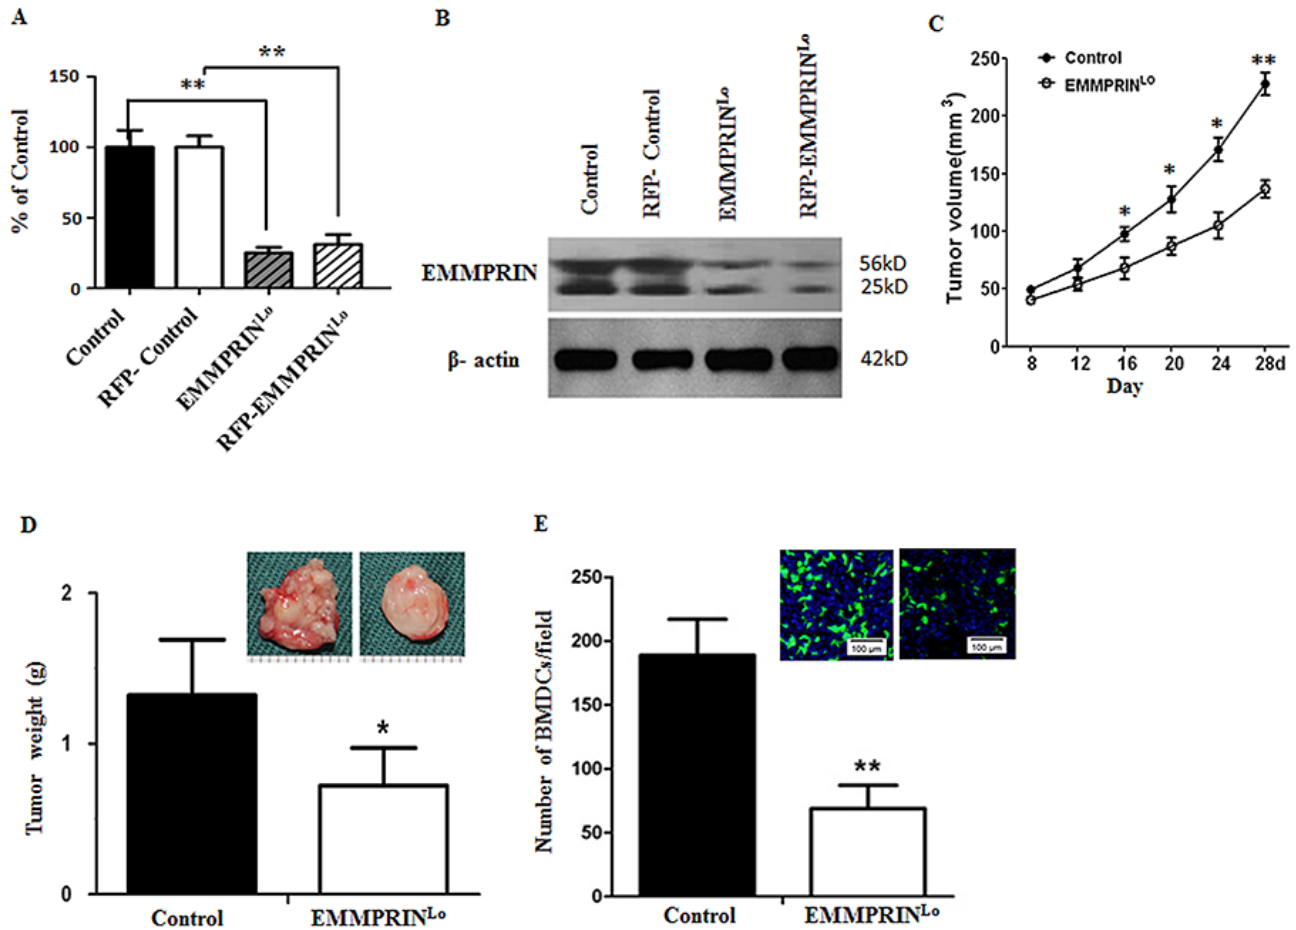 A
**
**
150
100
50
0
% of Control
Control
RFP- Control
EMMPRINᴸᵒ
RFP-EMMPRINᴸᵒ
B
Control
RFP- Control
EMMPRINᴸᵒ
RFP-EMMPRINᴸᵒ
EMMPRIN
56kD
25kD
β- actin
42kD
C
Control
EMMPRINᴸᴼ
250
200
150
100
50
0
Tumor volume(mm³)
*
*
*
**
8 12 16 20 24 28d
Day
D
2
1
0
Tumor weight (g)
*
Control
EMMPRINᴸᵒ
E
250
200
150
100
50
0
Number of BMDCs/field
100 µm
100 µm
**
Control
EMMPRINᴸᵒ